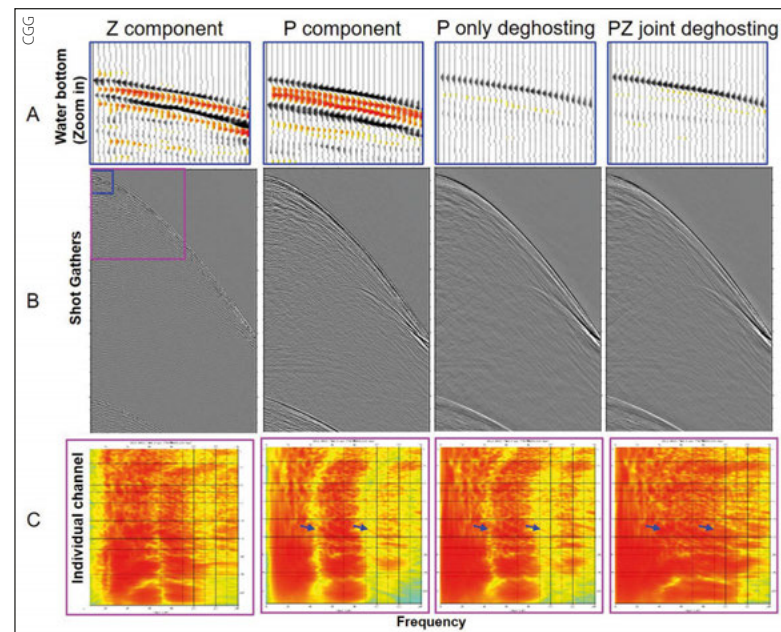 CGG
Z component
P component
P only deghosting
PZ joint deghosting
A
Water bottom
(Zoom in)
B
Shot Gathers
C
Individual channel
Frequency